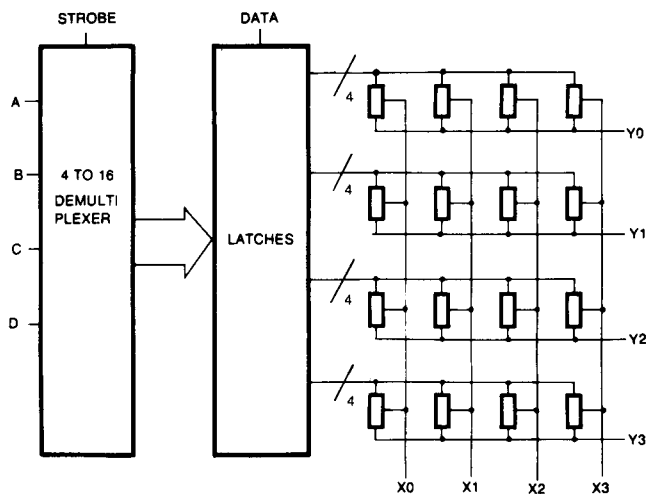 STROBE
DATA
A
B
C
D
4 TO 16
DEMULTI
PLEXER
LATCHES
4
4
4
4
Y0
Y1
Y2
Y3
X0 X1 X2 X3